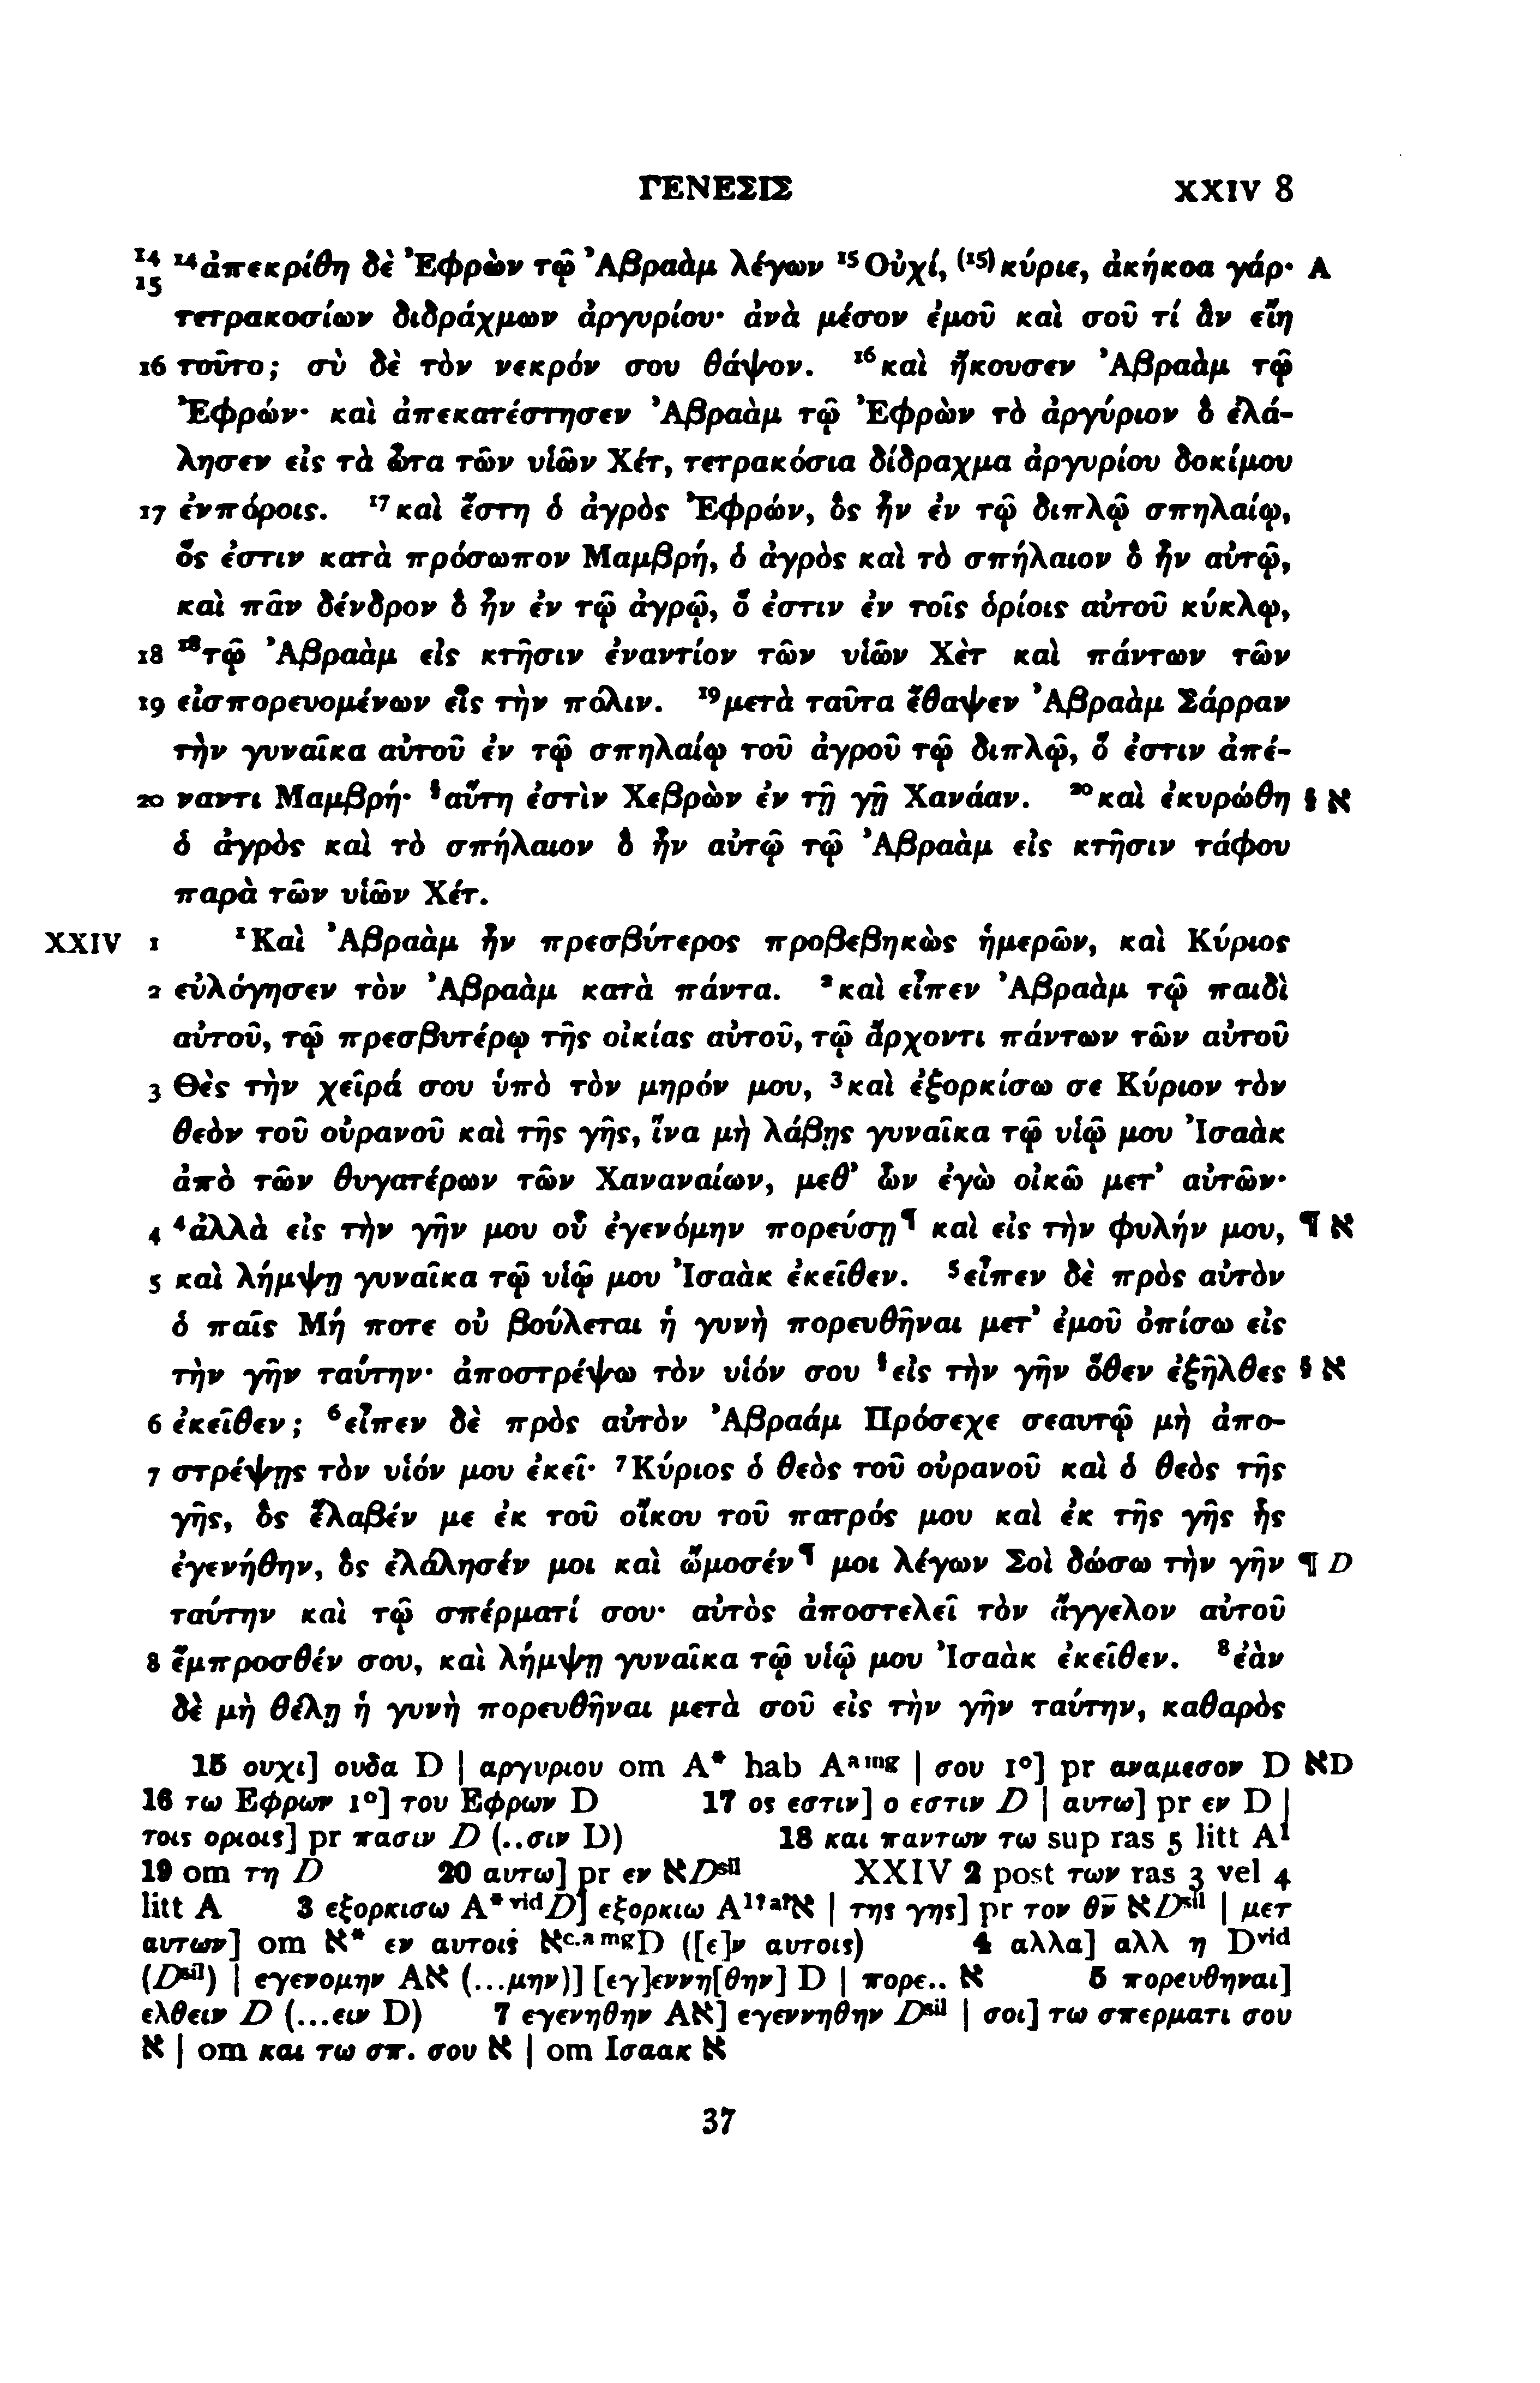 ΓΕΝΕΣΙΣ XXIV 8
14 ¹⁴ἀπεκρίθη δὲ Ἐφρὼν τῷ Ἀβραὰμ λέγων ¹⁵Οὐχί, ⁽¹⁵⁾κύριε, ἀκήκοα γάρ· A
15
τετρακοσίων διδράχμων ἀργυρίου· ἀνὰ μέσον ἐμοῦ καὶ σοῦ τί ἂν εἴη
16 τοῦτο; σὺ δὲ τὸν νεκρόν σου θάψον. ¹⁶καὶ ἤκουσεν Ἀβραὰμ τῷ
Ἐφρών· καὶ ἀπεκατέστησεν Ἀβραὰμ τῷ Ἐφρὼν τὸ ἀργύριον ὃ ἐλά-
λησεν εἰς τὰ ὦτα τῶν υἱῶν Χέτ, τετρακόσια δίδραχμα ἀργυρίου δοκίμου
17 ἐνπόροις. ¹⁷καὶ ἔστη ὁ ἀγρὸς Ἐφρών, ὃς ἦν ἐν τῷ διπλῷ σπηλαίῳ,
ὅς ἐστιν κατὰ πρόσωπον Μαμβρή, ὁ ἀγρὸς καὶ τὸ σπήλαιον ὃ ἦν αὐτῷ,
καὶ πᾶν δένδρον ὃ ἦν ἐν τῷ ἀγρῷ, ὅ ἐστιν ἐν τοῖς ὁρίοις αὐτοῦ κύκλῳ,
18 ¹⁸τῷ Ἀβραὰμ εἰς κτῆσιν ἐναντίον τῶν υἱῶν Χὲτ καὶ πάντων τῶν
19 εἰσπορευομένων εἰς τὴν πόλιν. ¹⁹μετὰ ταῦτα ἔθαψεν Ἀβραὰμ Σάρραν
τὴν γυναῖκα αὐτοῦ ἐν τῷ σπηλαίῳ τοῦ ἀγροῦ τῷ διπλῷ, ὅ ἐστιν ἀπέ-
20 ναντι Μαμβρή· §αὕτη ἐστὶν Χεβρὼν ἐν τῇ γῇ Χανάαν. ²⁰καὶ ἐκυρώθη § א
ὁ ἀγρὸς καὶ τὸ σπήλαιον ὃ ἦν αὐτῷ τῷ Ἀβραὰμ εἰς κτῆσιν τάφου
παρὰ τῶν υἱῶν Χέτ.
XXIV 1 ¹Καὶ Ἀβραὰμ ἦν πρεσβύτερος προβεβηκὼς ἡμερῶν, καὶ Κύριος
2 εὐλόγησεν τὸν Ἀβραὰμ κατὰ πάντα. ²καὶ εἶπεν Ἀβραὰμ τῷ παιδὶ
αὐτοῦ, τῷ πρεσβυτέρῳ τῆς οἰκίας αὐτοῦ, τῷ ἄρχοντι πάντων τῶν αὐτοῦ
3 Θὲς τὴν χεῖρά σου ὑπὸ τὸν μηρόν μου, ³καὶ ἐξορκίσω σε Κύριον τὸν
θεὸν τοῦ οὐρανοῦ καὶ τῆς γῆς, ἵνα μὴ λάβῃς γυναῖκα τῷ υἱῷ μου Ἰσαὰκ
ἀπὸ τῶν θυγατέρων τῶν Χαναναίων, μεθ’ ὧν ἐγὼ οἰκῶ μετ’ αὐτῶν·
4 ⁴ἀλλὰ εἰς τὴν γῆν μου οὗ ἐγενόμην πορεύσῃ¶ καὶ εἰς τὴν φυλήν μου, ¶ א
5 καὶ λήμψῃ γυναῖκα τῷ υἱῷ μου Ἰσαὰκ ἐκεῖθεν. ⁵εἶπεν δὲ πρὸς αὐτὸν
ὁ παῖς Μή ποτε οὐ βούλεται ἡ γυνὴ πορευθῆναι μετ’ ἐμοῦ ὀπίσω εἰς
τὴν γῆν ταύτην· ἀποστρέψω τὸν υἱόν σου §εἰς τὴν γῆν ὅθεν ἐξῆλθες § א
6 ἐκεῖθεν; ⁶εἶπεν δὲ πρὸς αὐτὸν Ἀβραάμ Πρόσεχε σεαυτῷ μὴ ἀπο-
7 στρέψῃς τὸν υἱόν μου ἐκεῖ· ⁷Κύριος ὁ θεὸς τοῦ οὐρανοῦ καὶ ὁ θεὸς τῆς
γῆς, ὃς ἔλαβέν με ἐκ τοῦ οἴκου τοῦ πατρός μου καὶ ἐκ τῆς γῆς ἧς
ἐγενήθην, ὃς ἐλάλησέν μοι καὶ ὤμοσέν¶ μοι λέγων Σοὶ δώσω τὴν γῆν ¶ D
ταύτην καὶ τῷ σπέρματί σου· αὐτὸς ἀποστελεῖ τὸν ἄγγελον αὐτοῦ
8 ἔμπροσθέν σου, καὶ λήμψῃ γυναῖκα τῷ υἱῷ μου Ἰσαὰκ ἐκεῖθεν. ⁸ἐὰν
δὲ μὴ θέλῃ ἡ γυνὴ πορευθῆναι μετὰ σοῦ εἰς τὴν γῆν ταύτην, καθαρὸς
15 ουχι] ουδα D | αργυριου om A* hab Aᵃᵐᵍ | σου 1°] pr αναμεσον D אD
16 τω Εφρων 1°] του Εφρων D 17 ος εστιν] ο εστιν D | αυτω] pr εν D |
τοις οριοις] pr πασιν D (..σιν D) 18 και παντων τω sup ras 5 litt A¹
19 om τη D 20 αυτω] pr εν אDˢⁱˡ XXIV 2 post των ras 3 vel 4
litt A 3 εξορκισω A*ᵛⁱᵈD] εξορκιω A¹ˀᵃˀא | της γης] pr τον θν̄ אDˢⁱˡ | μετ
αυτων] om א* εν αυτοις אᶜ·ᵃᵐᵍD ([ε]ν αυτοις) 4 αλλα] αλλ η Dᵛⁱᵈ
(Dˢⁱˡ) | εγενομην Aא (...μην)] [εγ]εννη[θην] D | πορε.. א 5 πορευθηναι]
ελθειν D (...ειν D) 7 εγενηθην Aא] εγεννηθην Dˢⁱˡ | σοι] τω σπερματι σου
א | om και τω σπ. σου א | om Ισαακ א
37